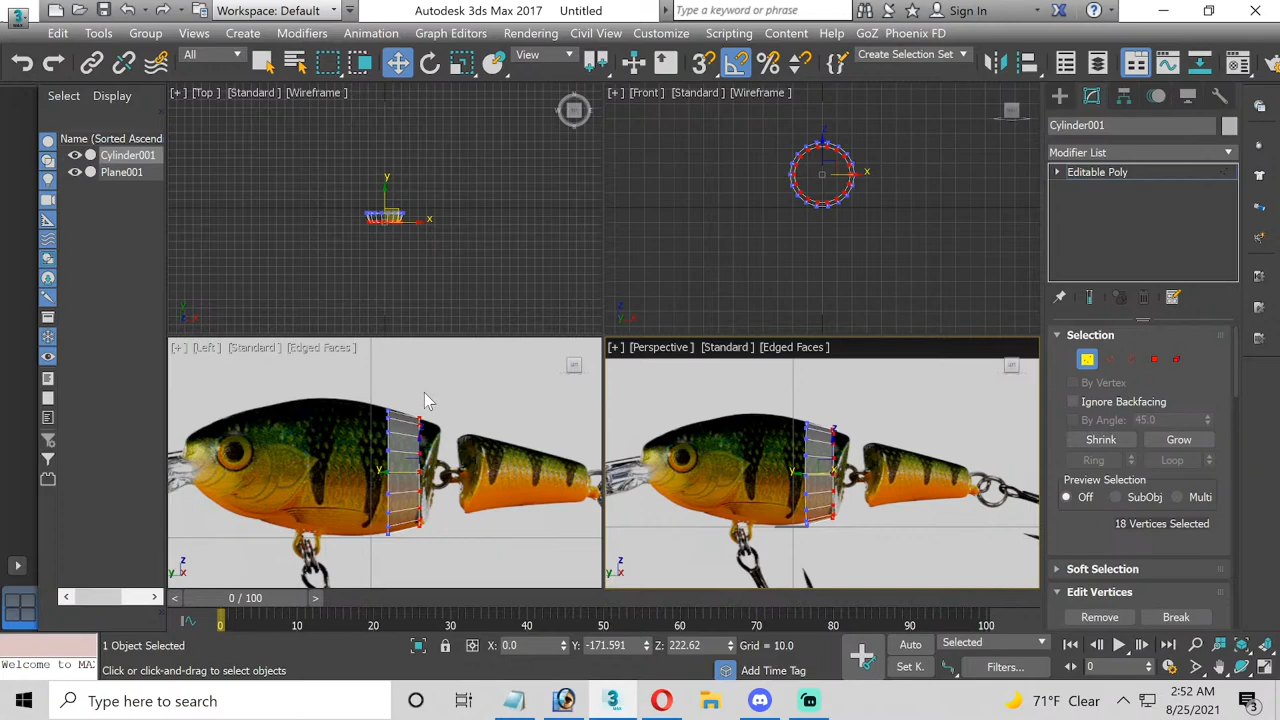 Workspace: Default
Autodesk 3ds Max 2017
Untitled
Type a keyword or phrase
Sign In
Edit
Tools
Group
Views
Create
Modifiers
Animation
Graph Editors
Rendering
Civil View
Customize
Scripting
Content
Help
GoZ
Phoenix FD
All
View
Create Selection Set
Select
Display
[+] [Top] [Standard] [Wireframe]
[+] [Front] [Standard] [Wireframe]
Cylinder001
Modifier List
Name (Sorted Ascend
Cylinder001
Plane001
Editable Poly
[+] [Left] [Standard] [Edged Faces]
[+] [Perspective] [Standard] [Edged Faces]
Selection
By Vertex
Ignore Backfacing
By Angle: 45.0
Shrink
Grow
Ring
Loop
Preview Selection
Off
SubObj
Multi
18 Vertices Selected
Soft Selection
Edit Vertices
Remove
Break
0 / 100
0 10 20 30 40 50 60 70 80 90 100
1 Object Selected
X: 0.0
Y: -171.591
Z: 222.62
Grid = 10.0
Auto
Selected
Welcome to MA
Click or click-and-drag to select objects
Add Time Tag
Set K.
Filters...
0
Type here to search
71°F Clear
2:52 AM
8/25/2021
3